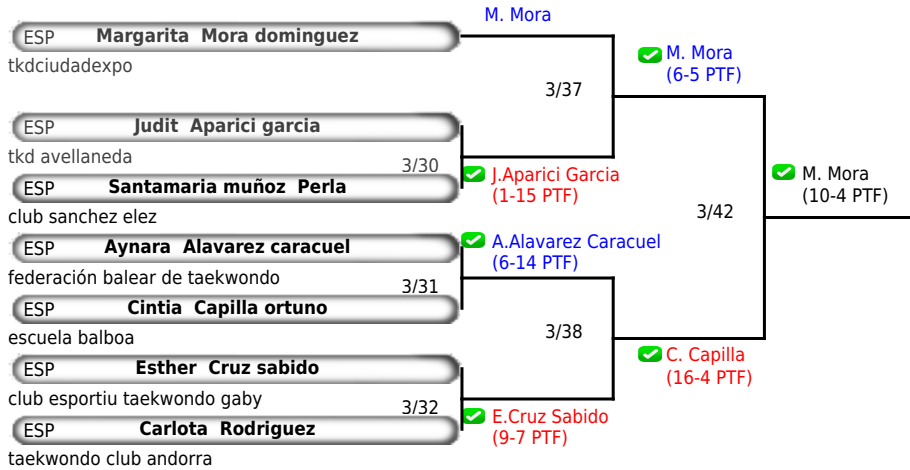 M. Mora
ESP Margarita Mora dominguez
tkdciudadexpo
M. Mora
(6-5 PTF)
3/37
ESP Judit Aparici garcia
tkd avellaneda
3/30
J.Aparici Garcia
(1-15 PTF)
ESP Santamaria muñoz Perla
club sanchez elez
M. Mora
(10-4 PTF)
3/42
ESP Aynara Alavarez caracuel
federación balear de taekwondo
A.Alavarez Caracuel
(6-14 PTF)
3/31
ESP Cintia Capilla ortuno
escuela balboa
3/38
C. Capilla
(16-4 PTF)
ESP Esther Cruz sabido
club esportiu taekwondo gaby
3/32
E.Cruz Sabido
(9-7 PTF)
ESP Carlota Rodriguez
taekwondo club andorra